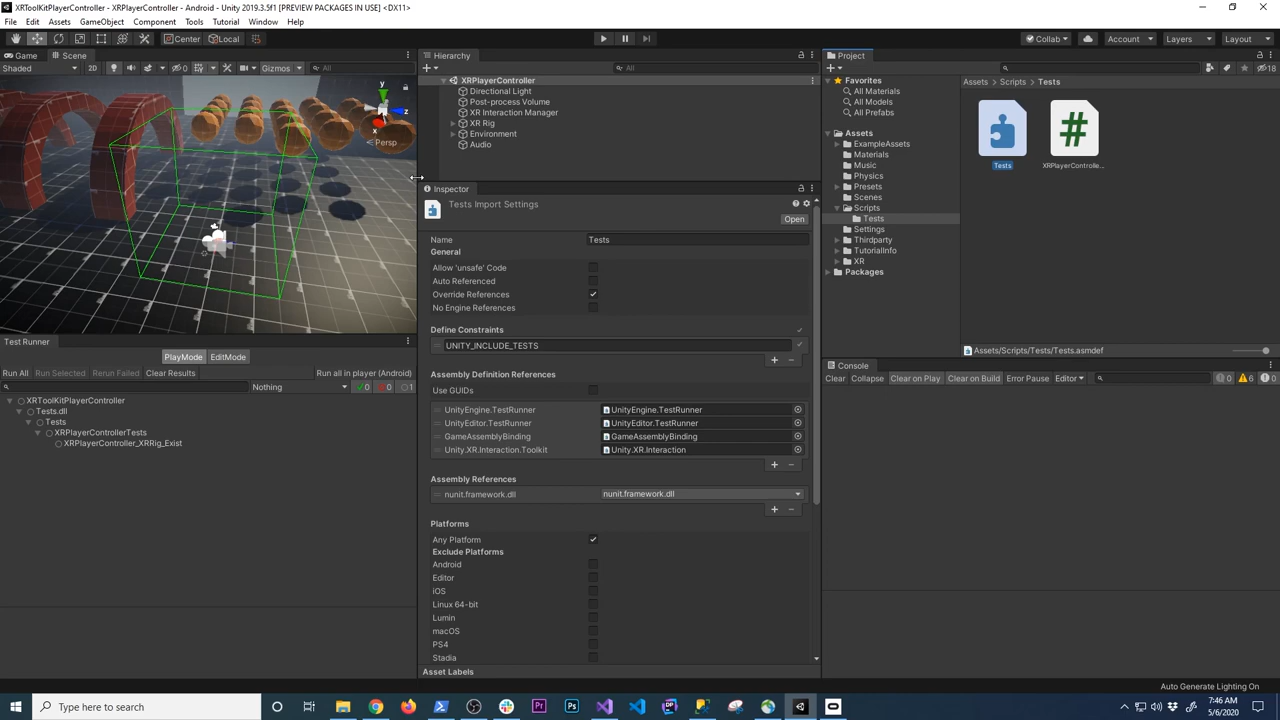 XRToolKitPlayerController - XRPlayerController - Android - Unity 2019.3.5f1 [PREVIEW PACKAGES IN USE] <DX11>
File Edit Assets GameObject Component Tools Tutorial Window Help
Center Local Collab Account Layers Layout
Game Scene
Shaded 2D 0 Gizmos All
y
z
x
Persp
Hierarchy
All
XRPlayerController
Directional Light
Post-process Volume
XR Interaction Manager
XR Rig
Environment
Audio
Inspector
Tests Import Settings
Open
Name Tests
General
Allow 'unsafe' Code
Auto Referenced
Override References
No Engine References
Define Constraints
UNITY_INCLUDE_TESTS
Assembly Definition References
Use GUIDs
UnityEngine.TestRunner UnityEngine.TestRunner
UnityEditor.TestRunner UnityEditor.TestRunner
GameAssemblyBinding GameAssemblyBinding
Unity.XR.Interaction.Toolkit Unity.XR.Interaction
Assembly References
nunit.framework.dll nunit.framework.dll
Platforms
Any Platform
Exclude Platforms
Android
Editor
iOS
Linux 64-bit
Lumin
macOS
PS4
Stadia
Asset Labels
Test Runner
PlayMode EditMode
Run All Run Selected Rerun Failed Clear Results Run all in player (Android)
Nothing 0 0 1
XRToolKitPlayerController
Tests.dll
Tests
XRPlayerControllerTests
XRPlayerController_XRRig_Exist
Project
18
Favorites
All Materials
All Models
All Prefabs
Assets
ExampleAssets
Materials
Music
Physics
Presets
Scenes
Scripts
Tests
Settings
Thirdparty
TutorialInfo
XR
Packages
Assets Scripts Tests
Tests XRPlayerControlle...
Assets/Scripts/Tests/Tests.asmdef
Console
Clear Collapse Clear on Play Clear on Build Error Pause Editor 0 6 0
Auto Generate Lighting On
Type here to search
7:46 AM
5/6/2020